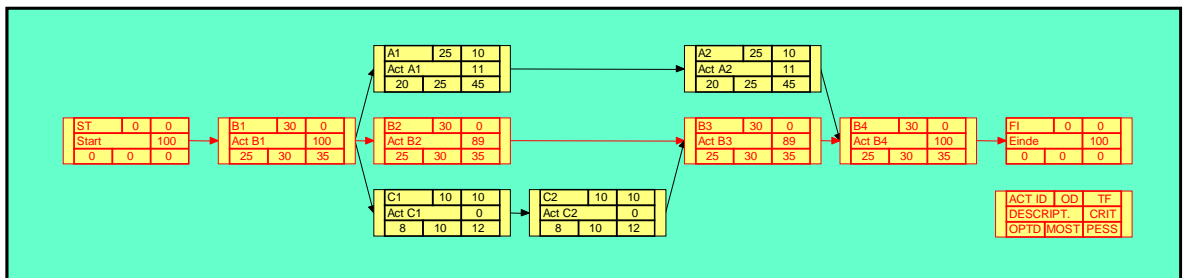 A1 25 10
Act A1 11
20 25 45
A2 25 10
Act A2 11
20 25 45
ST 0 0
Start 100
0 0 0
B1 30 0
Act B1 100
25 30 35
B2 30 0
Act B2 89
25 30 35
B3 30 0
Act B3 89
25 30 35
B4 30 0
Act B4 100
25 30 35
FI 0 0
Einde 100
0 0 0
C1 10 10
Act C1 0
8 10 12
C2 10 10
Act C2 0
8 10 12
ACT ID OD TF
DESCRIPT. CRIT
OPTD MOST PESS